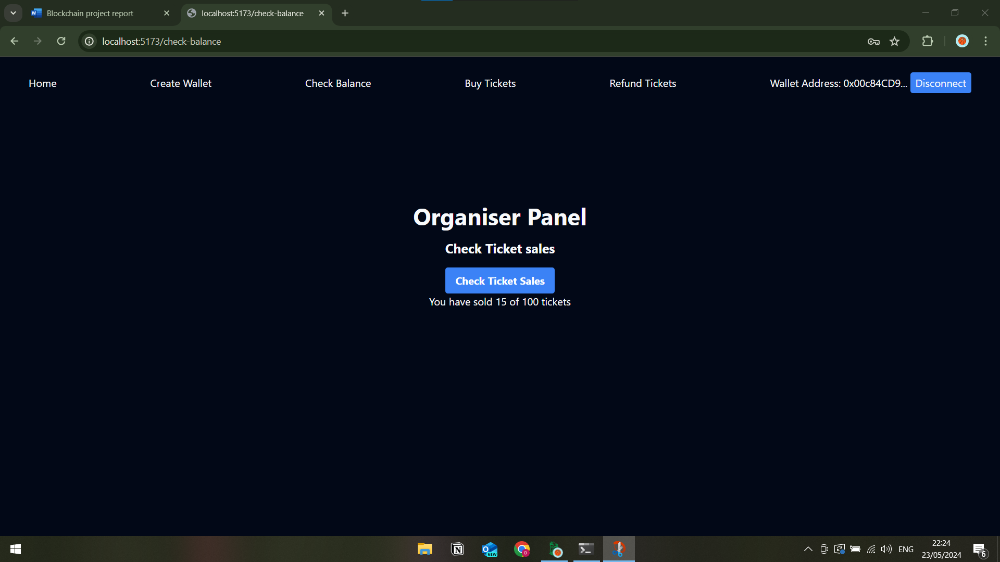 Blockchain project report
localhost:5173/check-balance
localhost:5173/check-balance
Home
Create Wallet
Check Balance
Buy Tickets
Refund Tickets
Wallet Address: 0x00c84CD9...
Disconnect
Organiser Panel
Check Ticket sales
Check Ticket Sales
You have sold 15 of 100 tickets
NEW
D
ENG
22:24
23/05/2024
6